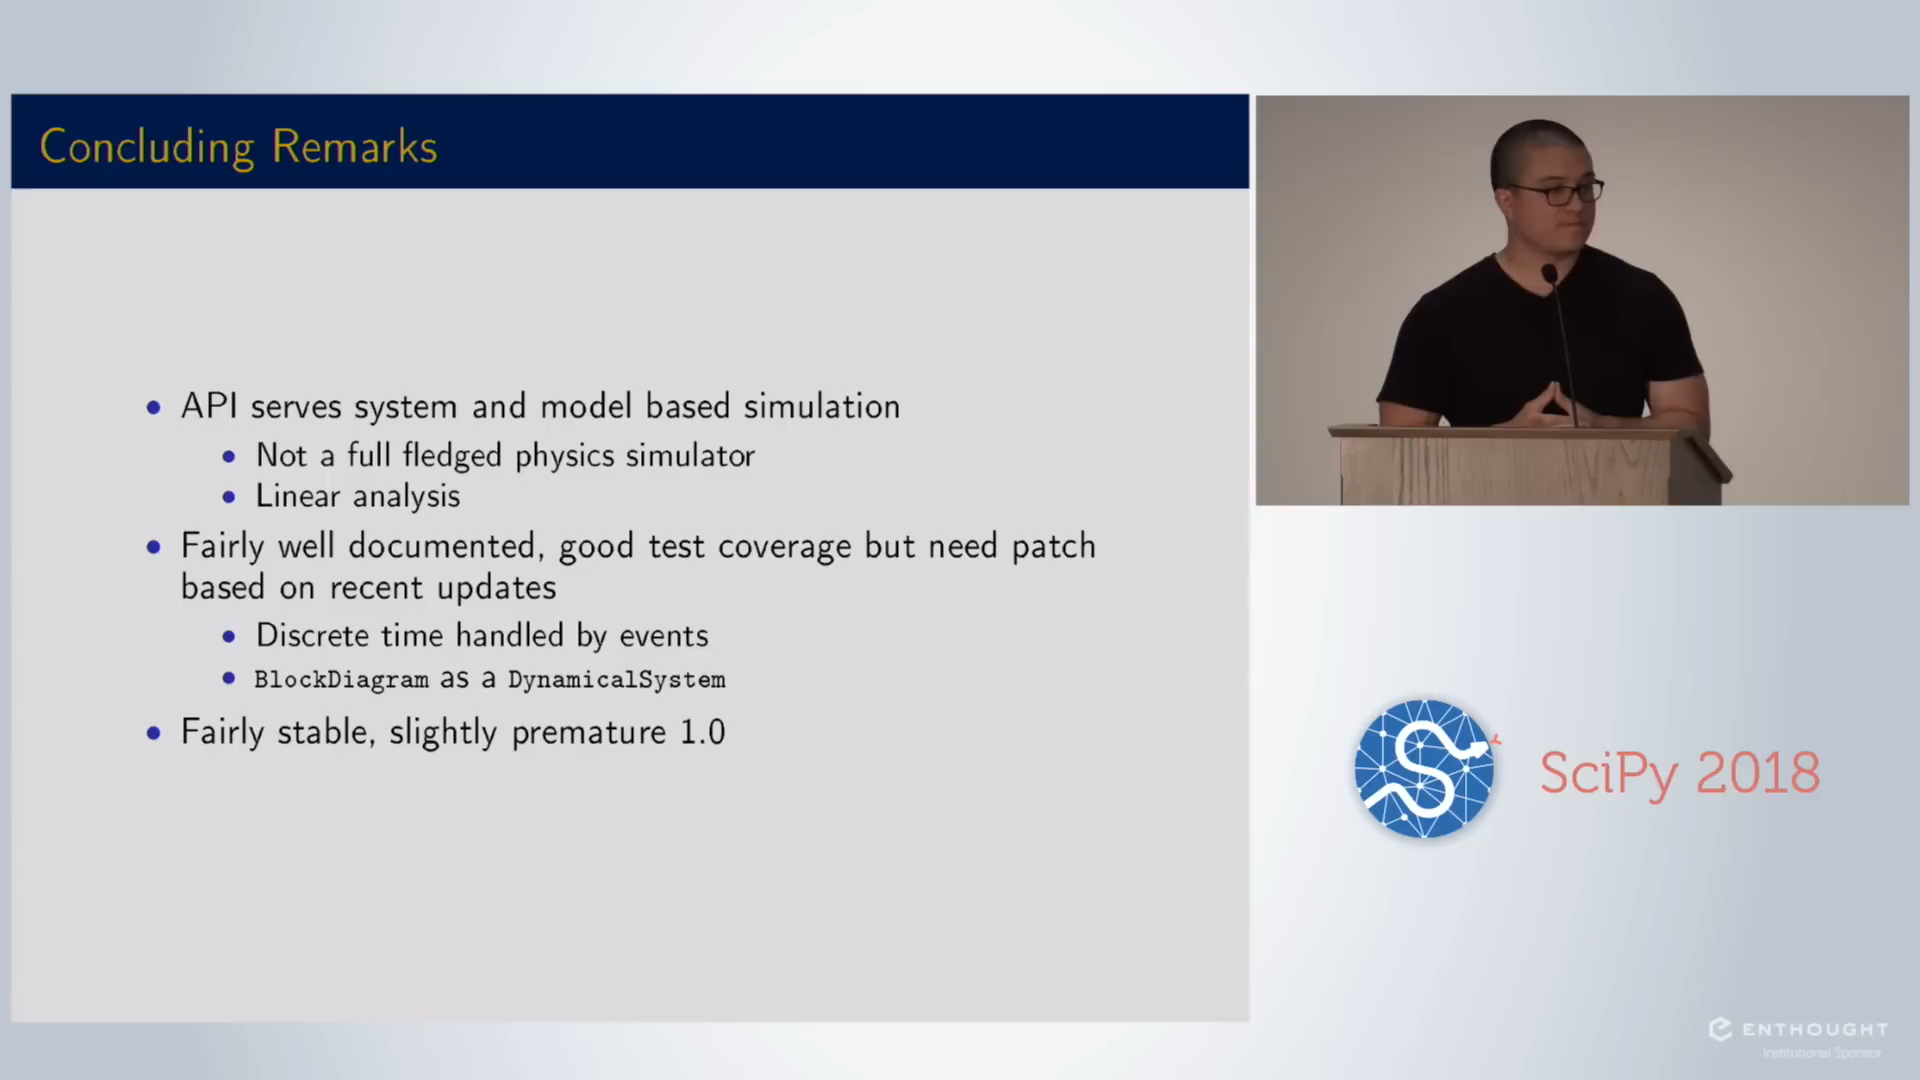 Concluding Remarks
API serves system and model based simulation
Not a full fledged physics simulator
Linear analysis
Fairly well documented, good test coverage but need patch
based on recent updates
Discrete time handled by events
BlockDiagram as a DynamicalSystem
Fairly stable, slightly premature 1.0
SciPy 2018
ENTHOUGHT
Institutional Sponsor